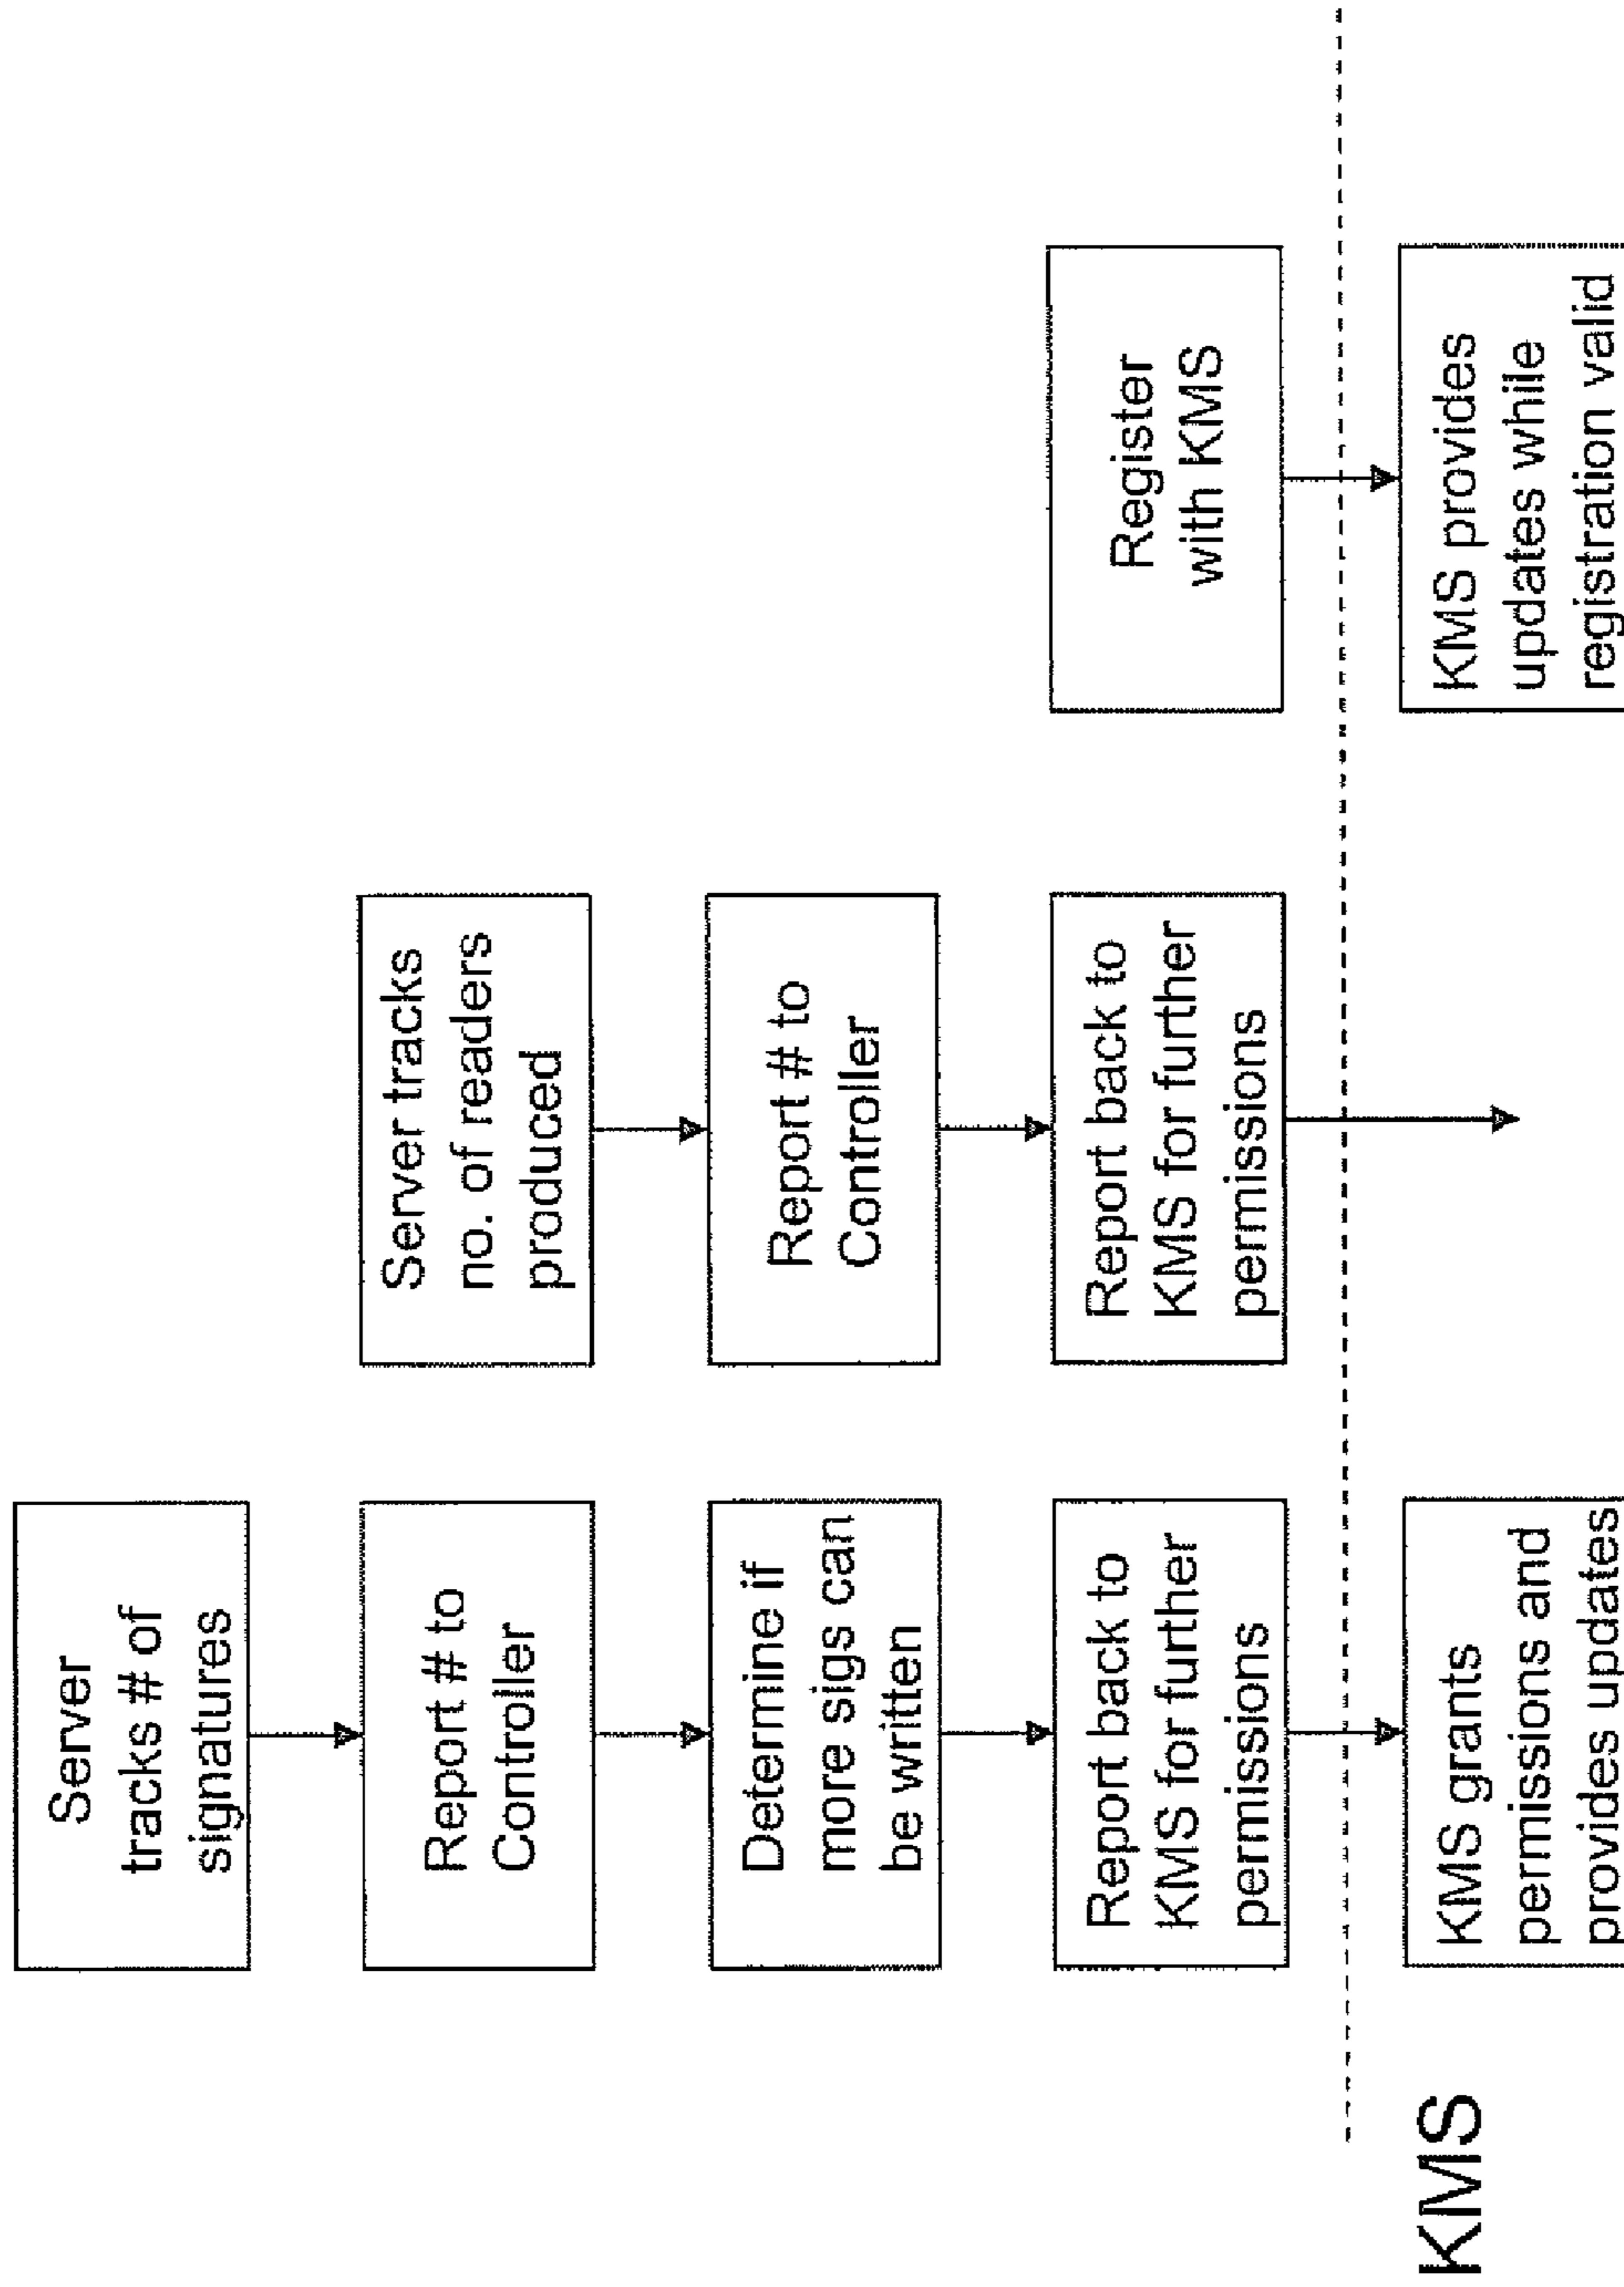 Server
tracks # of
signatures
Report # to
Controller
Determine if
more sigs can
be written
Report back to
KMS for further
permissions
KMS grants
permissions and
provides updates
Server tracks
no. of readers
produced
Report # to
Controller
Report back to
KMS for further
permissions
Register
with KMS
KMS provides
updates while
registration valid
KMS